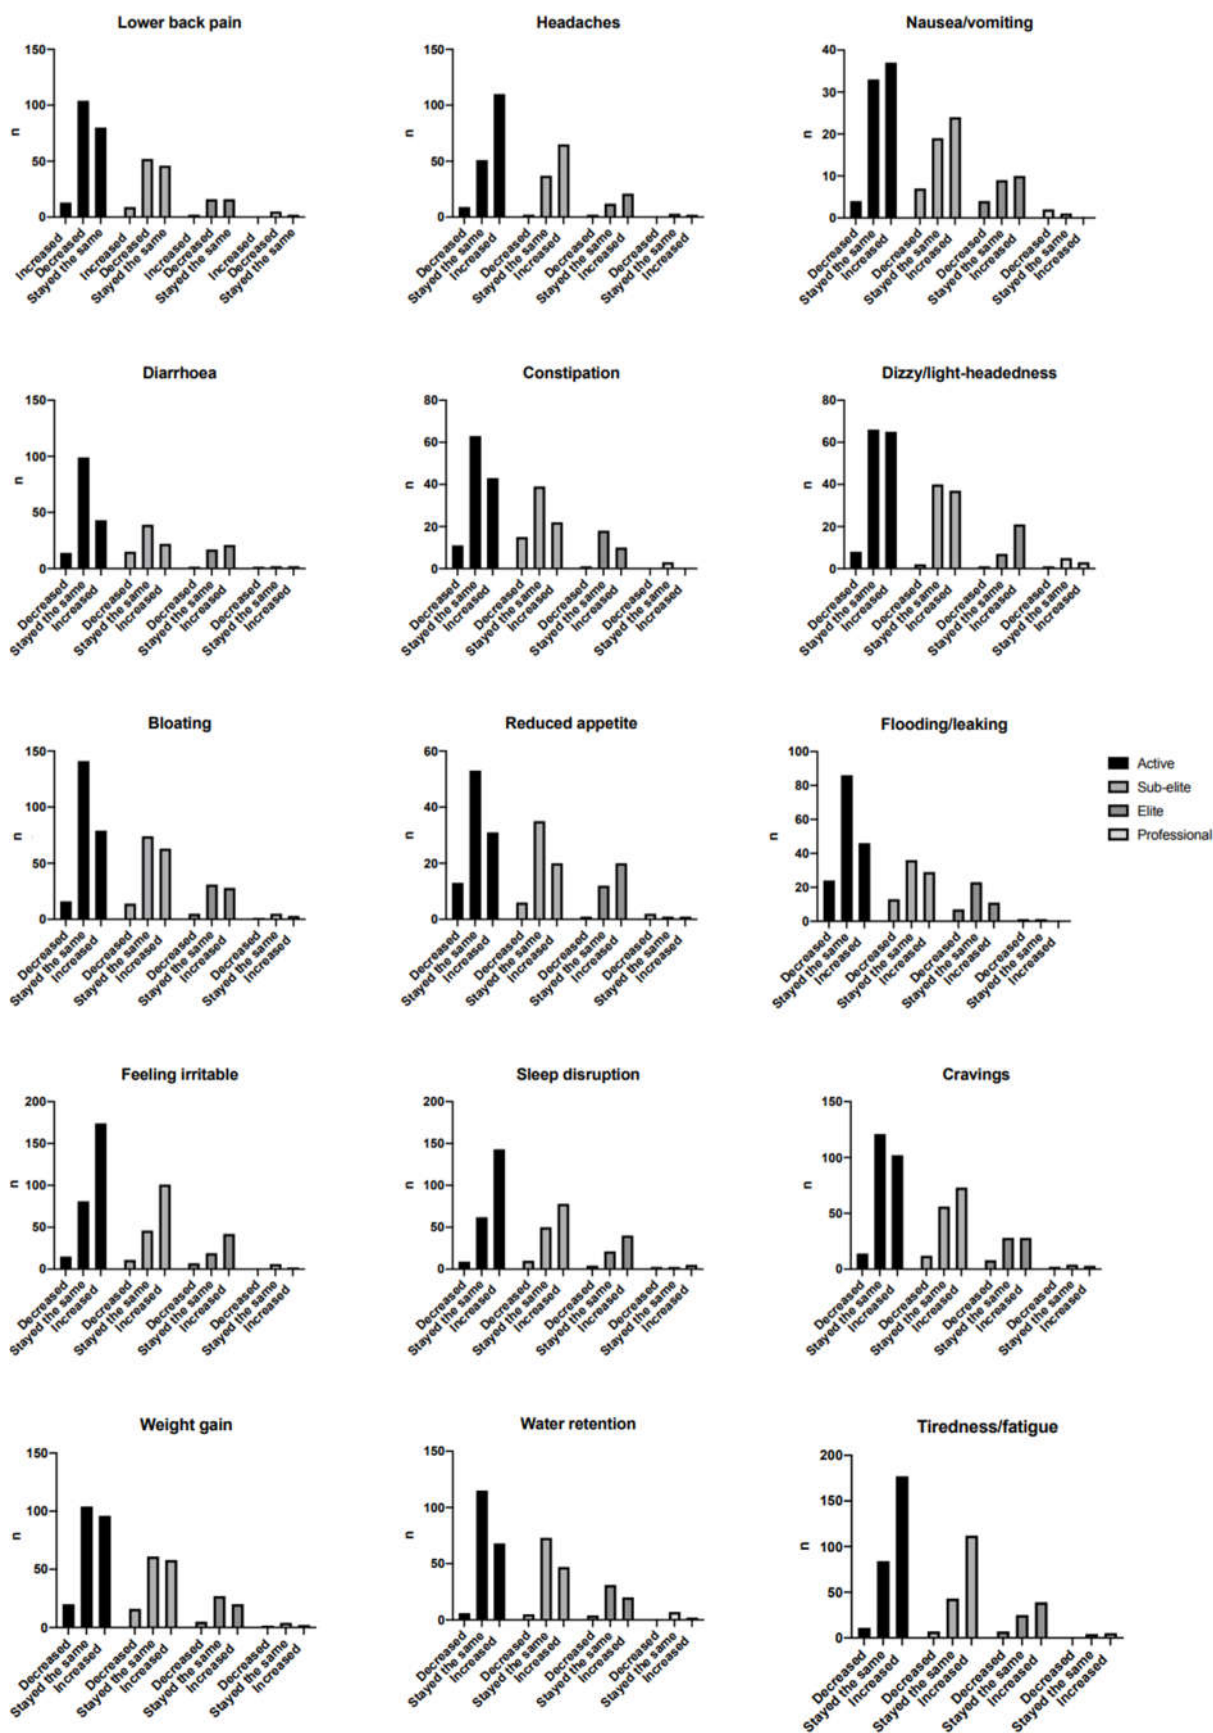 Lower back pain
150
100
50
0
n
Increased
Decreased
Stayed the same
Increased
Decreased
Stayed the same
Increased
Decreased
Stayed the same
Increased
Decreased
Stayed the same
Headaches
150
100
50
0
n
Decreased
Stayed the same
Increased
Decreased
Stayed the same
Increased
Decreased
Stayed the same
Increased
Decreased
Stayed the same
Increased
Nausea/vomiting
40
30
20
10
0
n
Decreased
Stayed the same
Increased
Decreased
Stayed the same
Increased
Decreased
Stayed the same
Increased
Decreased
Stayed the same
Increased
Diarrhoea
150
100
50
0
n
Decreased
Stayed the same
Increased
Decreased
Stayed the same
Increased
Decreased
Stayed the same
Increased
Decreased
Stayed the same
Increased
Constipation
80
60
40
20
0
n
Decreased
Stayed the same
Increased
Decreased
Stayed the same
Increased
Decreased
Stayed the same
Increased
Decreased
Stayed the same
Increased
Dizzy/light-headedness
80
60
40
20
0
n
Decreased
Stayed the same
Increased
Decreased
Stayed the same
Increased
Decreased
Stayed the same
Increased
Decreased
Stayed the same
Increased
Bloating
150
100
50
0
n
Decreased
Stayed the same
Increased
Decreased
Stayed the same
Increased
Decreased
Stayed the same
Increased
Decreased
Stayed the same
Increased
Reduced appetite
60
40
20
0
n
Decreased
Stayed the same
Increased
Decreased
Stayed the same
Increased
Decreased
Stayed the same
Increased
Decreased
Stayed the same
Increased
Flooding/leaking
100
80
60
40
20
0
n
Decreased
Stayed the same
Increased
Decreased
Stayed the same
Increased
Decreased
Stayed the same
Increased
Decreased
Stayed the same
Increased
Active
Sub-elite
Elite
Professional
Feeling irritable
200
150
100
50
0
n
Decreased
Stayed the same
Increased
Decreased
Stayed the same
Increased
Decreased
Stayed the same
Increased
Decreased
Stayed the same
Increased
Sleep disruption
200
150
100
50
0
n
Decreased
Stayed the same
Increased
Decreased
Stayed the same
Increased
Decreased
Stayed the same
Increased
Decreased
Stayed the same
Increased
Cravings
150
100
50
0
n
Decreased
Stayed the same
Increased
Decreased
Stayed the same
Increased
Decreased
Stayed the same
Increased
Decreased
Stayed the same
Increased
Weight gain
150
100
50
0
n
Decreased
Stayed the same
Increased
Decreased
Stayed the same
Increased
Decreased
Stayed the same
Increased
Decreased
Stayed the same
Increased
Water retention
150
100
50
0
n
Decreased
Stayed the same
Increased
Decreased
Stayed the same
Increased
Decreased
Stayed the same
Increased
Decreased
Stayed the same
Increased
Tiredness/fatigue
200
150
100
50
0
n
Decreased
Stayed the same
Increased
Decreased
Stayed the same
Increased
Decreased
Stayed the same
Increased
Decreased
Stayed the same
Increased